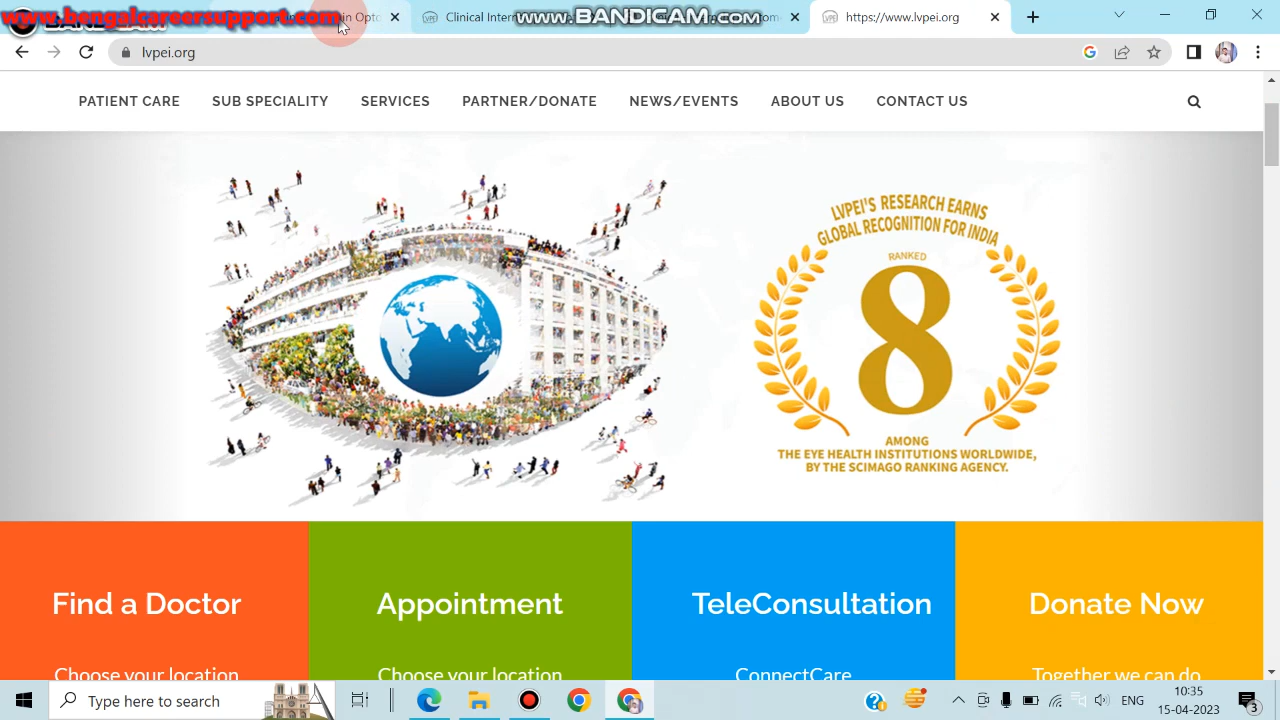 www.bengalcareersupport.com
in Opto
Clinical Intern
www.BANDICAM.com
https://www.lvpei.org
lvpei.org
PATIENT CARE
SUB SPECIALITY
SERVICES
PARTNER/DONATE
NEWS/EVENTS
ABOUT US
CONTACT US
LVPEI'S RESEARCH EARNS
GLOBAL RECOGNITION FOR INDIA
RANKED
8
AMONG
THE EYE HEALTH INSTITUTIONS WORLDWIDE,
BY THE SCIMAGO RANKING AGENCY.
Find a Doctor
Appointment
TeleConsultation
Donate Now
Choose your location
Choose your location
ConnectCare
Together we can do
Type here to search
ENG
10:35
15-04-2023
3